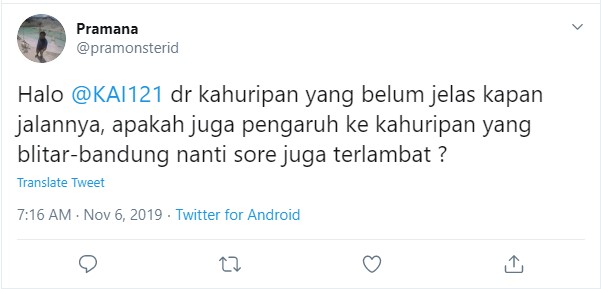 Pramana
@pramonsterid
Halo @KAI121 dr kahuripan yang belum jelas kapan
jalannya, apakah juga pengaruh ke kahuripan yang
blitar-bandung nanti sore juga terlambat ?
Translate Tweet
7:16 AM · Nov 6, 2019 · Twitter for Android